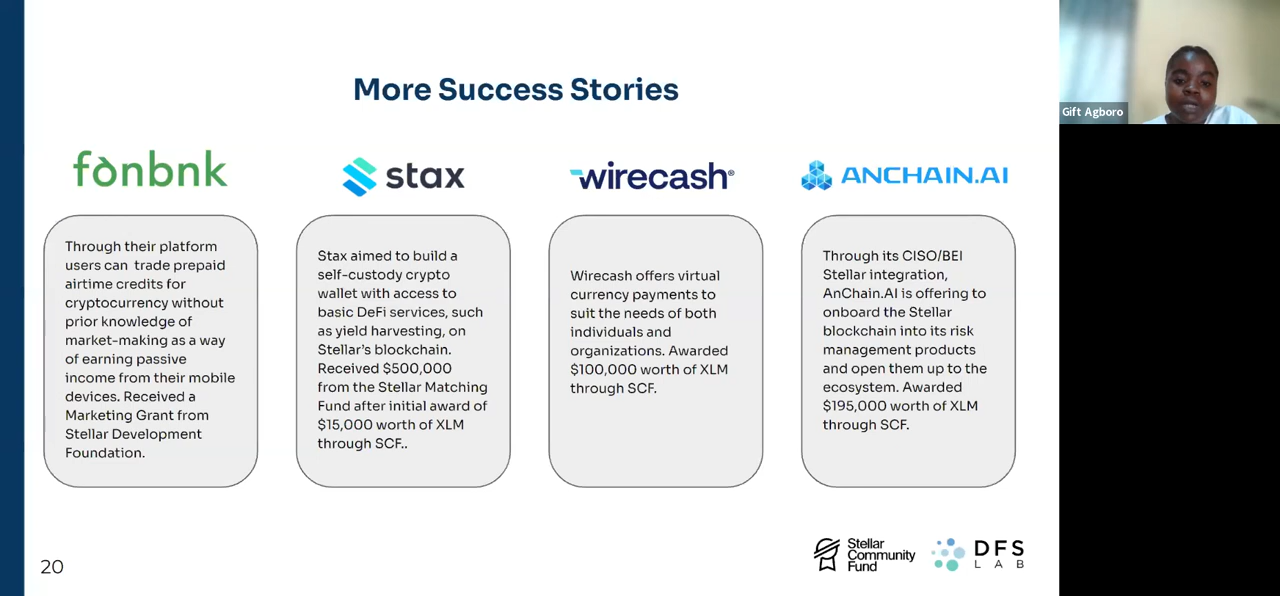 More Success Stories
fònbnk
stax
wirecash®
ANCHAIN.AI
Through their platform
users can trade prepaid
airtime credits for
cryptocurrency without
prior knowledge of
market-making as a way
of earning passive
income from their mobile
devices. Received a
Marketing Grant from
Stellar Development
Foundation.
Stax aimed to build a
self-custody crypto
wallet with access to
basic DeFi services, such
as yield harvesting, on
Stellar’s blockchain.
Received $500,000
from the Stellar Matching
Fund after initial award of
$15,000 worth of XLM
through SCF..
Wirecash offers virtual
currency payments to
suit the needs of both
individuals and
organizations. Awarded
$100,000 worth of XLM
through SCF.
Through its CISO/BEI
Stellar integration,
AnChain.AI is offering to
onboard the Stellar
blockchain into its risk
management products
and open them up to the
ecosystem. Awarded
$195,000 worth of XLM
through SCF.
20
Stellar
Community
Fund
DFS
LAB
Gift Agboro